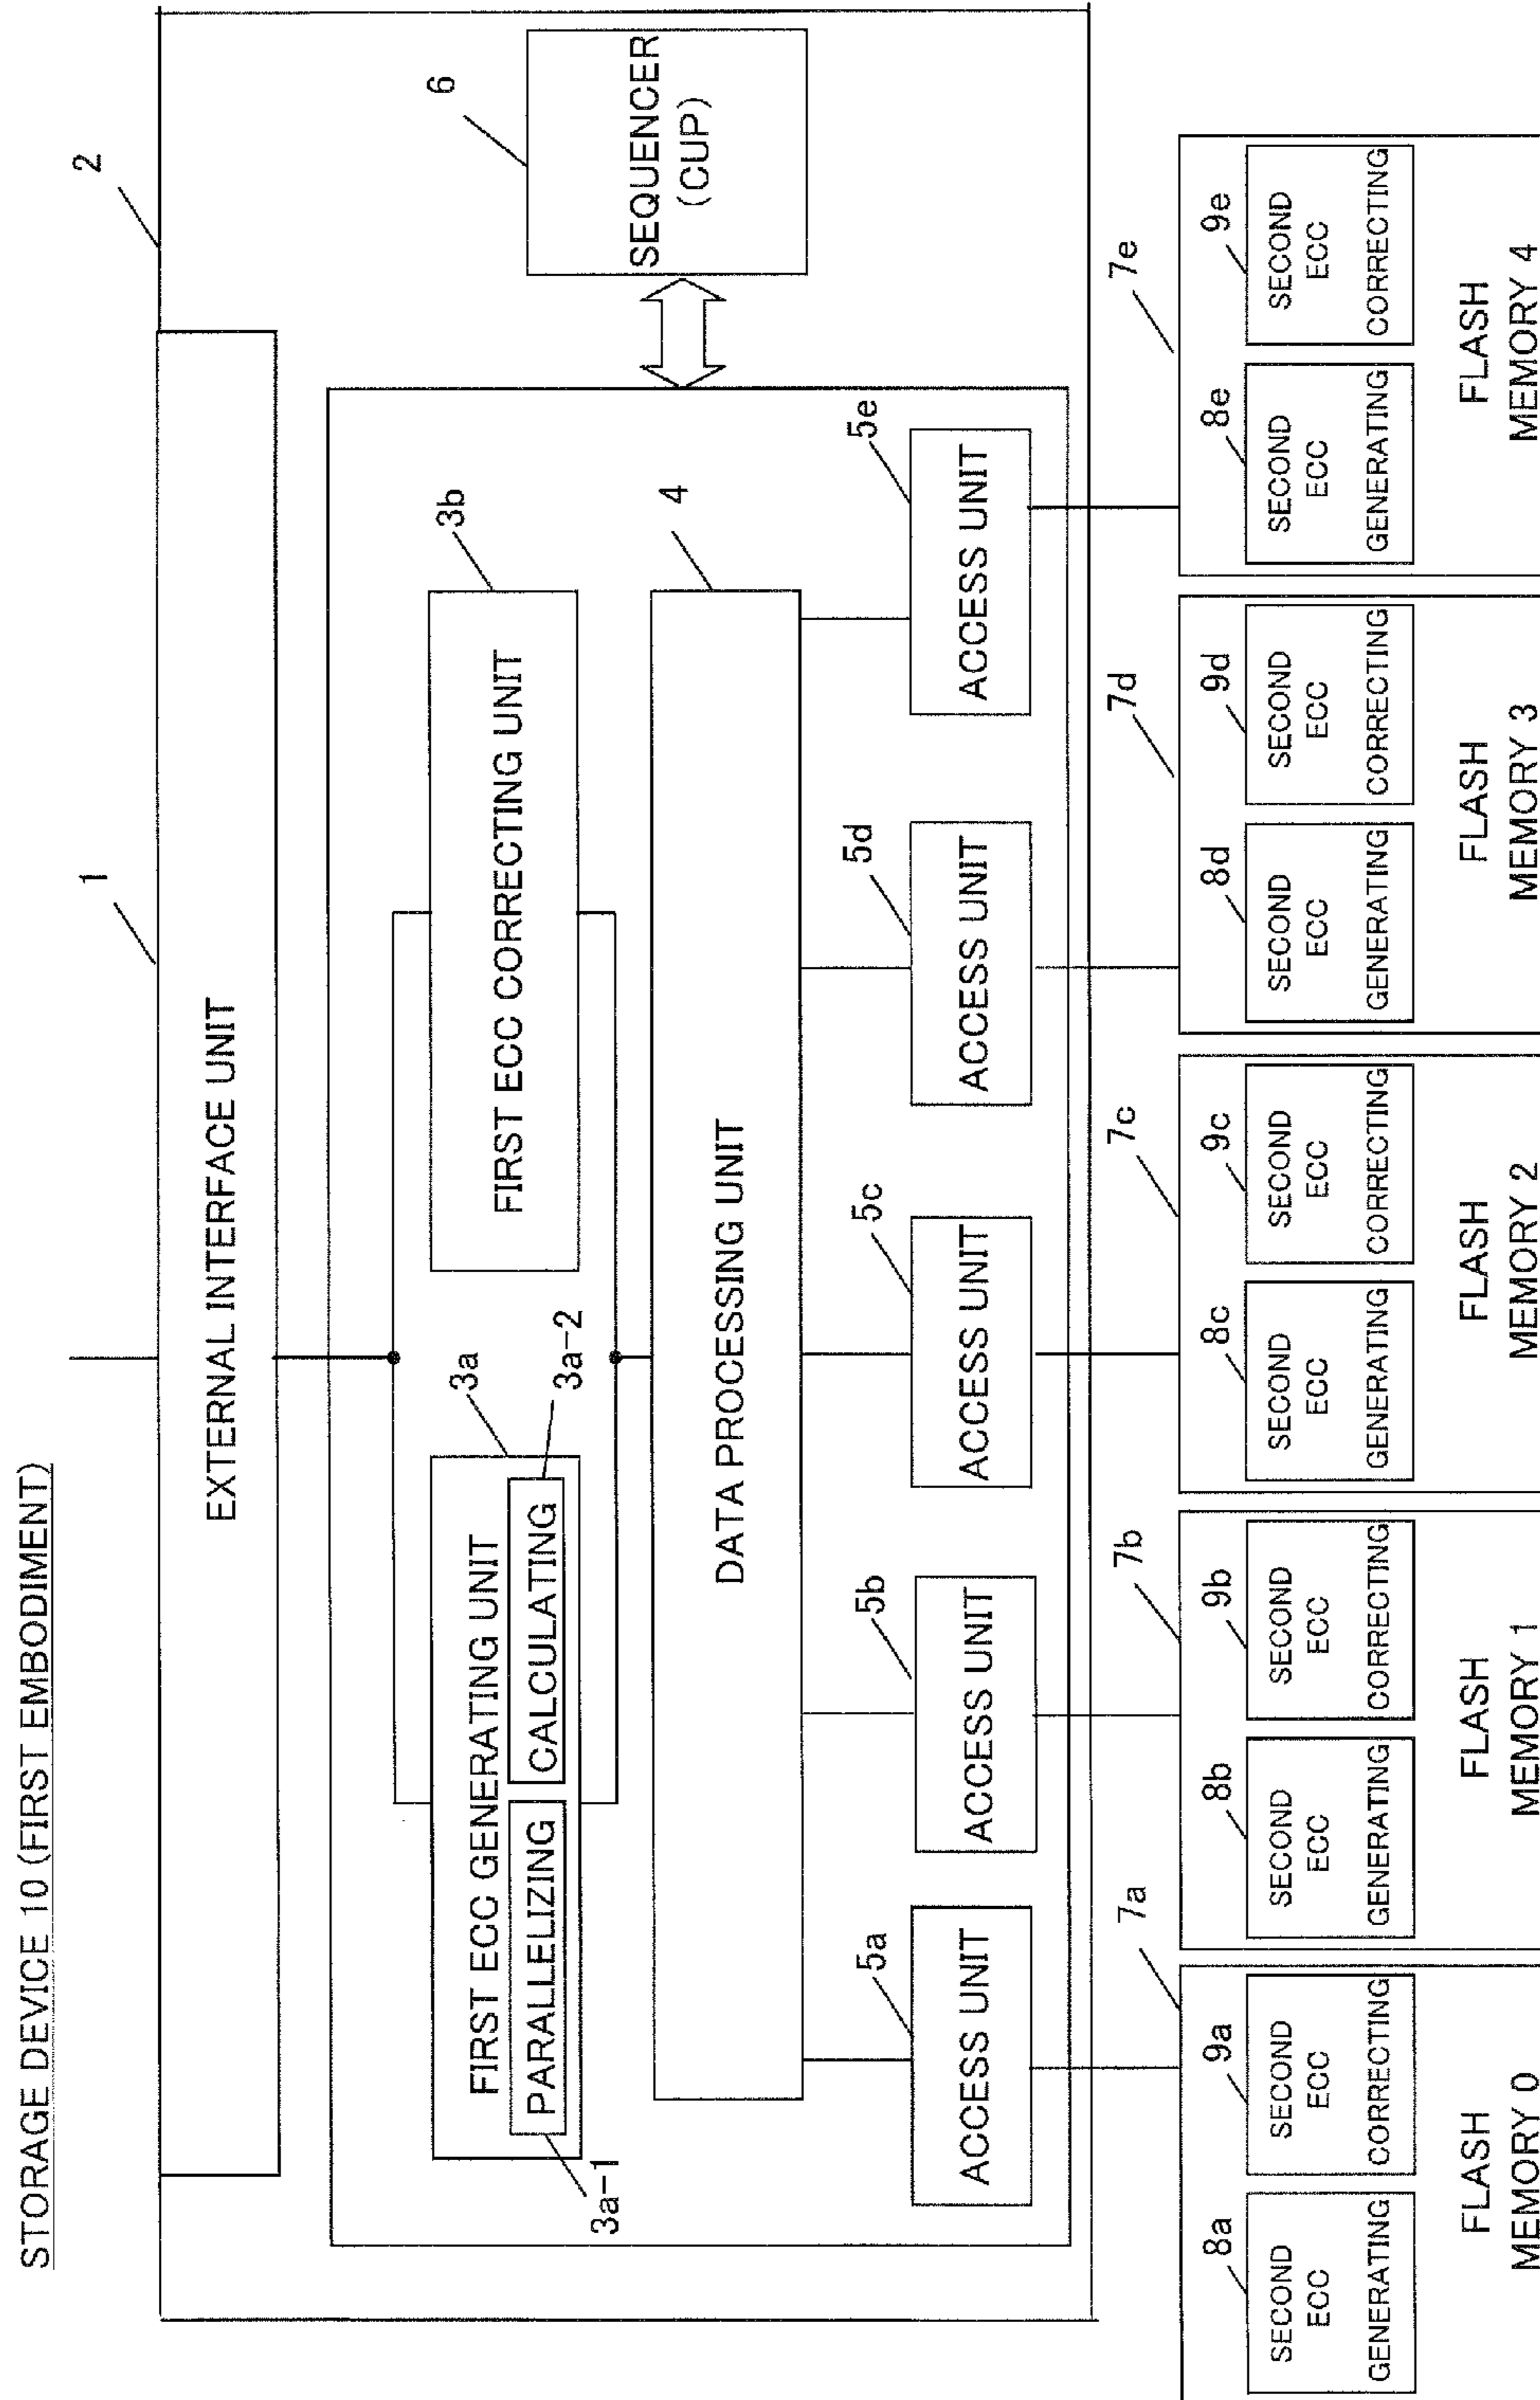 STORAGE DEVICE 10 (FIRST EMBODIMENT)
1
2
EXTERNAL INTERFACE UNIT
6
SEQUENCER
(CUP)
3a
3b
FIRST ECC GENERATING UNIT
PARALLELIZING
CALCULATING
3a-1
3a-2
FIRST ECC CORRECTING UNIT
4
DATA PROCESSING UNIT
5a
5b
5c
5d
5e
ACCESS UNIT
ACCESS UNIT
ACCESS UNIT
ACCESS UNIT
ACCESS UNIT
7a
7b
7c
7d
7e
8a
9a
SECOND
ECC
GENERATING
SECOND
ECC
CORRECTING
FLASH
MEMORY 0
8b
9b
SECOND
ECC
GENERATING
SECOND
ECC
CORRECTING
FLASH
MEMORY 1
8c
9c
SECOND
ECC
GENERATING
SECOND
ECC
CORRECTING
FLASH
MEMORY 2
8d
9d
SECOND
ECC
GENERATING
SECOND
ECC
CORRECTING
FLASH
MEMORY 3
8e
9e
SECOND
ECC
GENERATING
SECOND
ECC
CORRECTING
FLASH
MEMORY 4